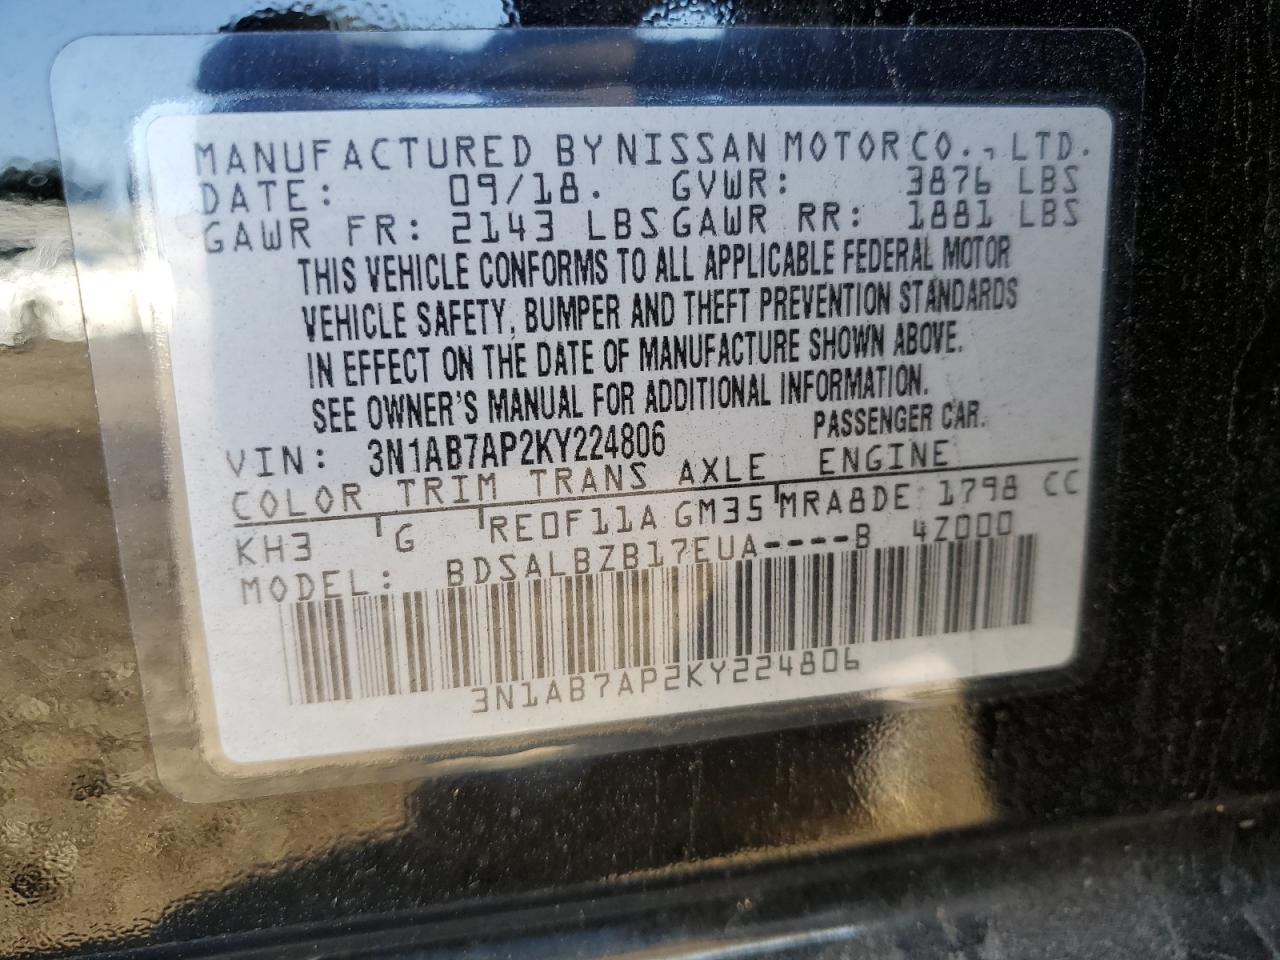 MANUFACTURED BY NISSAN MOTOR CO., LTD.
DATE: 09/18. GVWR: 3876 LBS
GAWR FR: 2143 LBS GAWR RR: 1881 LBS
THIS VEHICLE CONFORMS TO ALL APPLICABLE FEDERAL MOTOR
VEHICLE SAFETY, BUMPER AND THEFT PREVENTION STANDARDS
IN EFFECT ON THE DATE OF MANUFACTURE SHOWN ABOVE.
SEE OWNER'S MANUAL FOR ADDITIONAL INFORMATION.
VIN: 3N1AB7AP2KY224806 PASSENGER CAR.
COLOR TRIM TRANS AXLE ENGINE
KH3 G RE0F11A GM35 MRA8DE 1798 CC
MODEL: BDSALBZB17EUA----B 4Z000
3N1AB7AP2KY224806